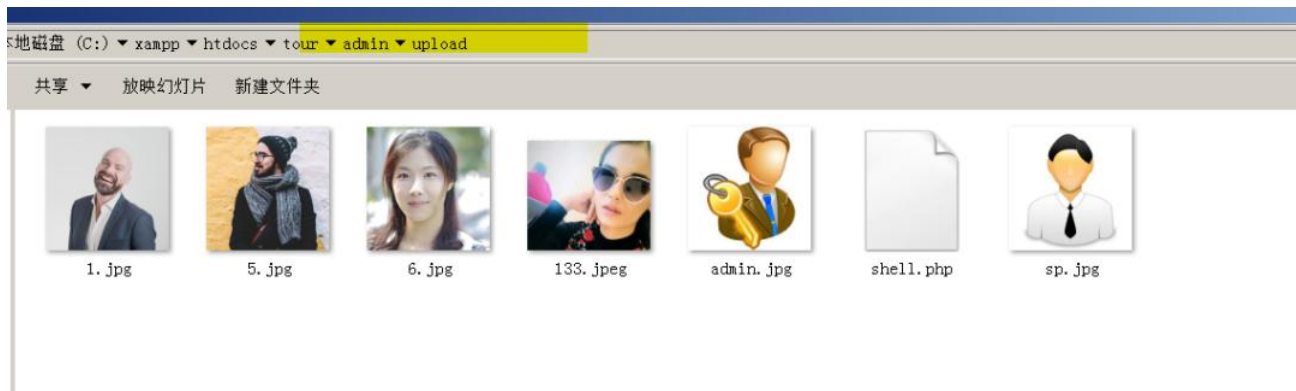 本地磁盘 (C:) ▼ xampp ▼ htdocs ▼ tour ▼ admin ▼ upload
共享 ▼ 放映幻灯片 新建文件夹
1.jpg 5.jpg 6.jpg 133.jpeg admin.jpg shell.php sp.jpg